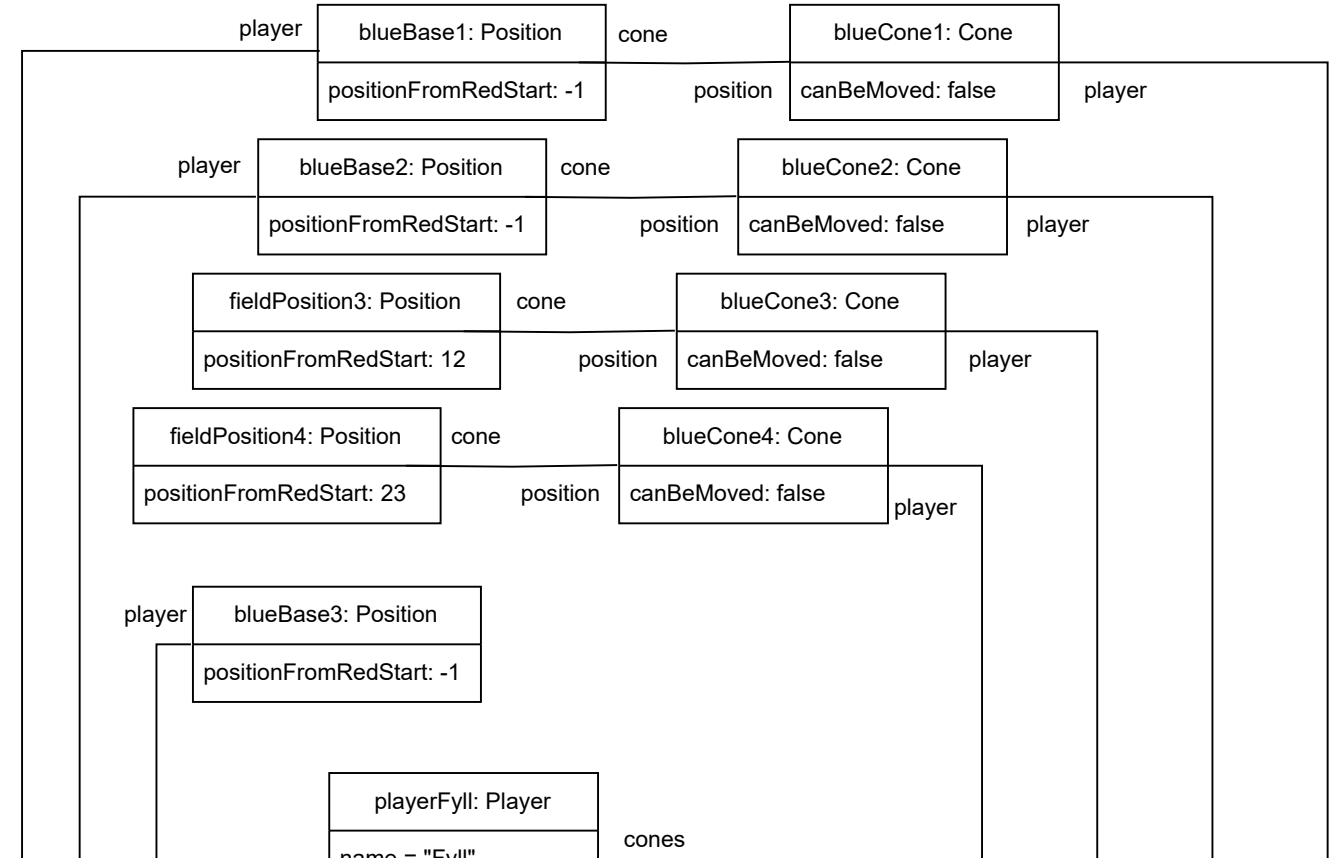 player
blueBase1: Position
cone
blueCone1: Cone
positionFromRedStart: -1
position
canBeMoved: false
player
player
blueBase2: Position
cone
blueCone2: Cone
positionFromRedStart: -1
position
canBeMoved: false
player
fieldPosition3: Position
cone
blueCone3: Cone
positionFromRedStart: 12
position
canBeMoved: false
player
fieldPosition4: Position
cone
blueCone4: Cone
positionFromRedStart: 23
position
canBeMoved: false
player
player
blueBase3: Position
positionFromRedStart: -1
playerFyll: Player
cones
name = "Fyll"